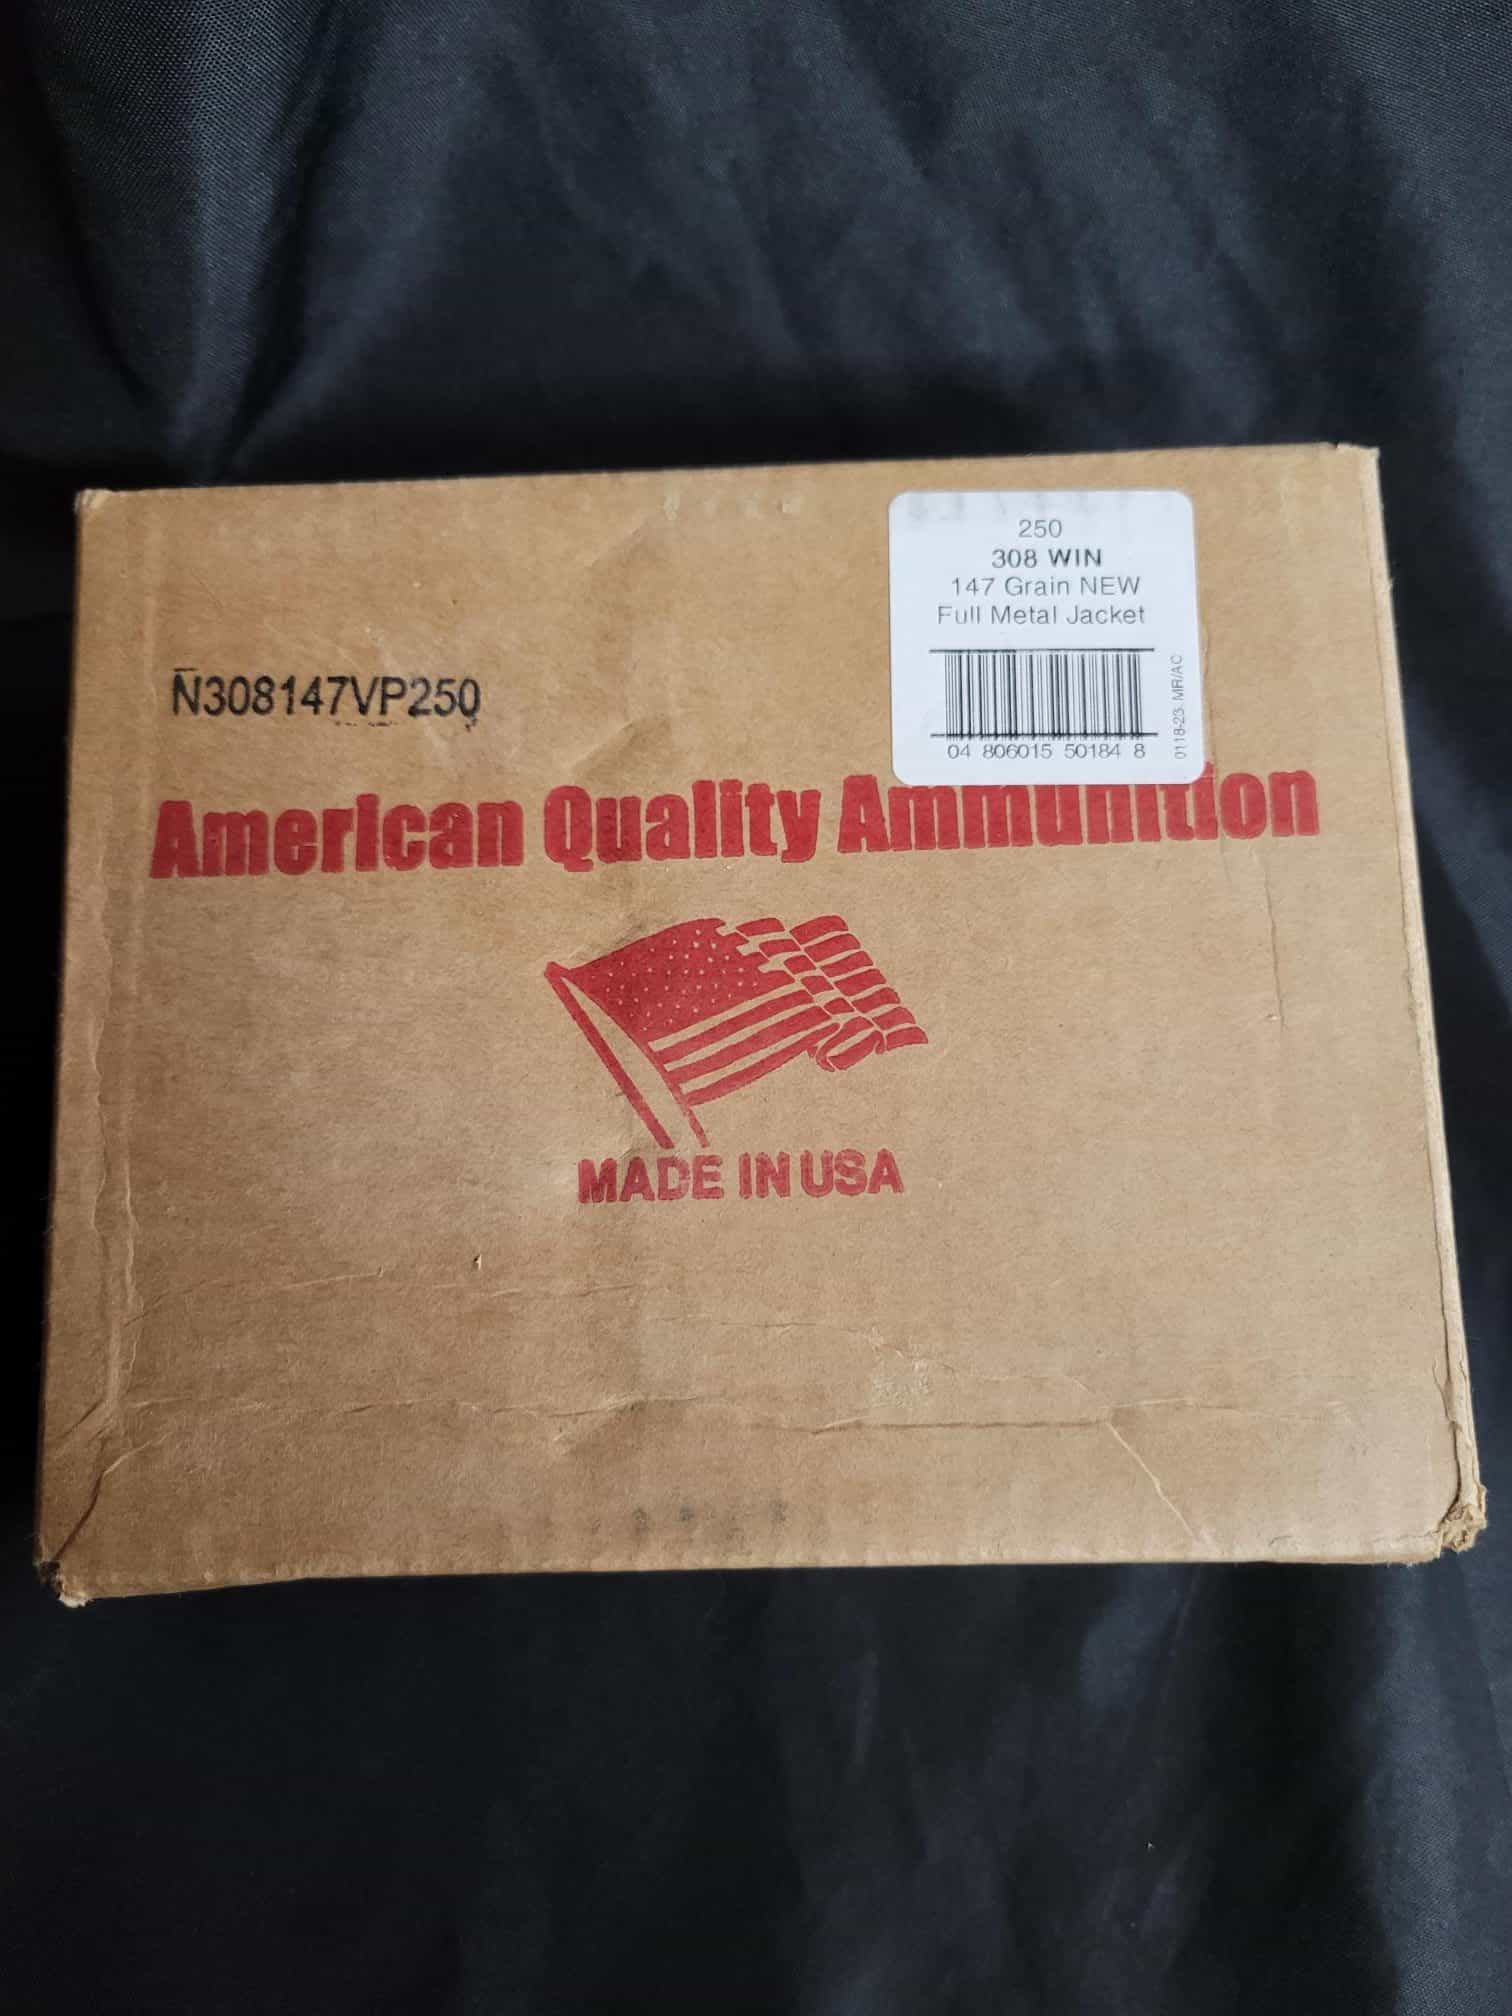 250
308 WIN
147 Grain NEW
Full Metal Jacket
04 806015 50184 8
0118-23 MR/AC
N308147VP250
American Quality Ammunition
MADE IN USA